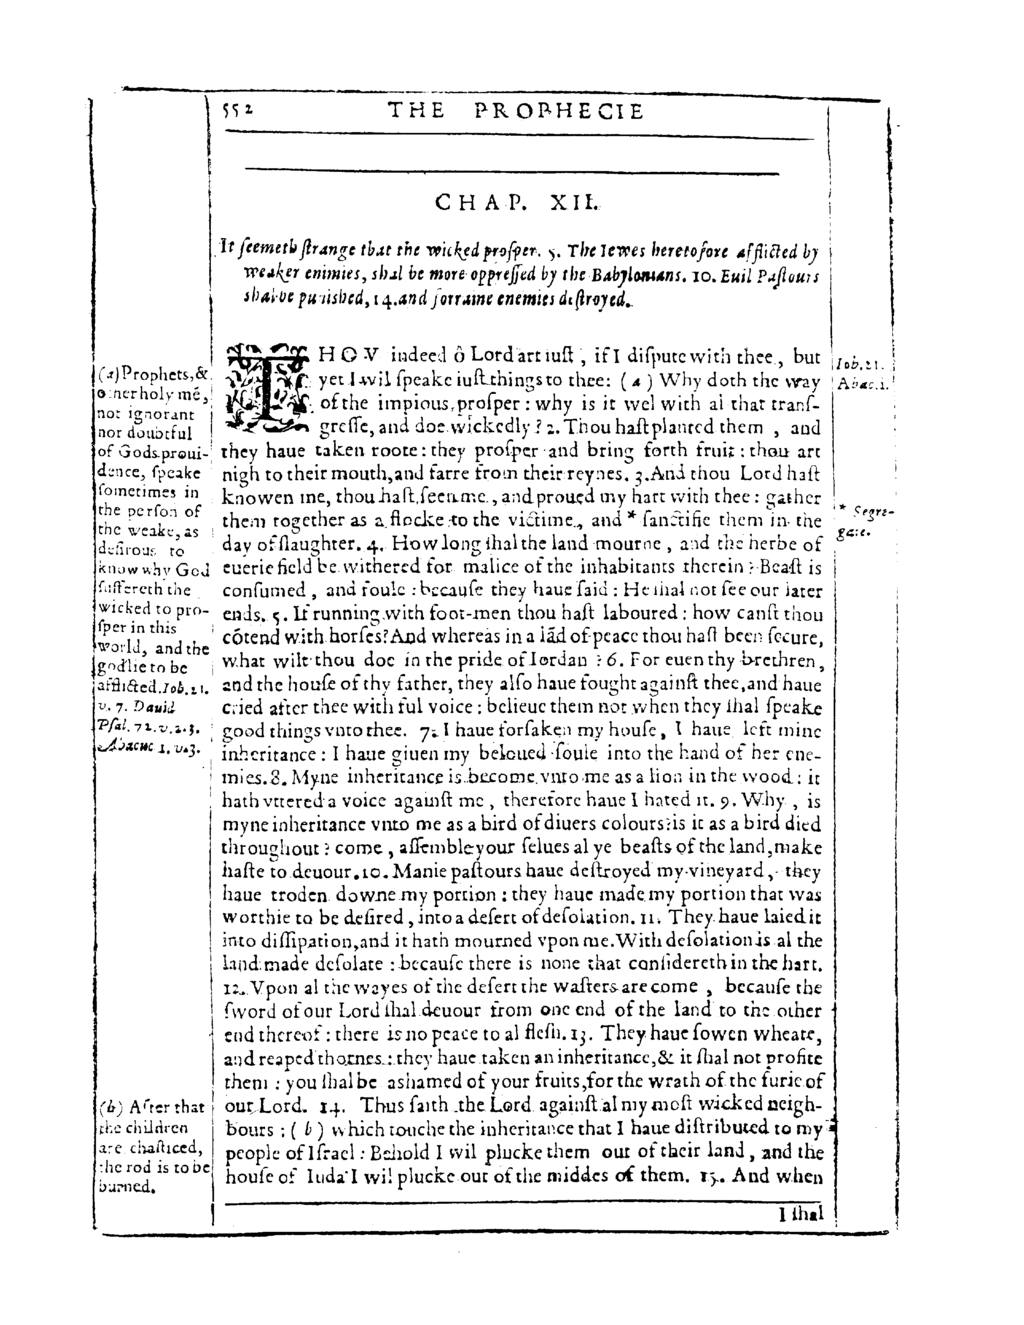 552 THE PROPHECIE
CHAP. XII.
It ſeemeth ſtrange that the wicked proſper. 5. The Iewes heretofore afflicted by
weaker enimies, shal be more oppreſſed by the Babylonians. 10. Euil Paſtours
shal be punished, 14. and forraine enemies deſtroyed.
THOV indeed ô Lord art iuſt, if I diſpute with thee, but
yet I wil ſpeake iuſt things to thee: (a) Why doth the way
of the impious, proſper: why is it wel with al that tranſ-
greſſe, and doe wickedly? 2. Thou haſt planted them, and
they haue taken roote: they proſper and bring forth fruit: thou art
nigh to their mouth, and farre from their reynes. 3. And thou Lord haſt
knowen me, thou haſt ſeen me, and proued my hart with thee: gather
them together as a flocke to the victime, and * ſanctifie them in the
day of ſlaughter. 4. How long ſhal the land mourne, and the herbe of
euerie field be withered for malice of the inhabitants therein? Beaſt is
conſumed, and foule: becauſe they haue ſaid: He ſhal not ſee our later
ends. 5. If running with foot-men thou haſt laboured: how canſt thou
cõtend with horſes? And whereas in a lãd of peace thou haſt been ſecure,
what wilt thou doe in the pride of Iordan? 6. For euen thy brethren,
and the houſe of thy father, they alſo haue fought againſt thee, and haue
cried after thee with ful voice: belieue them not when they ſhal ſpeake
good things vnto thee. 7. I haue forſaken my houſe, I haue left mine
inheritance: I haue giuen my beloued ſoule into the hand of her ene-
mies. 8. Myne inheritance is become vnto me as a lion in the wood: it
hath vttered a voice againſt me, therefore haue I hated it. 9. Why, is
myne inheritance vnto me as a bird of diuers colours? is it as a bird died
throughout? come, aſſemble your ſelues al ye beaſts of the land, make
haſte to deuour. 10. Manie paſtours haue deſtroyed my vineyard, they
haue troden downe my portion: they haue made my portion that was
worthie to be deſired, into a deſert of deſolation. 11. They haue laied it
into diſſipation, and it hath mourned vpon me. With deſolation is al the
land made deſolate: becauſe there is none that conſidereth in the hart.
12. Vpon al the wayes of the deſert the waſters are come, becauſe the
ſword of our Lord ſhal deuour from one end of the land to the other
end thereof: there is no peace to al fleſh. 13. They haue ſowen wheate,
and reaped thornes: they haue taken an inheritance, & it ſhal not profite
them: you ſhal be ashamed of your fruits, for the wrath of the furie of
our Lord. 14. Thus ſaith the Lord againſt al my moſt wicked neigh-
bours: (b) which touche the inheritance that I haue diſtributed to my
people of Iſrael: Behold I wil plucke them out of their land, and the
houſe of Iuda I wil plucke out of the middes of them. 15. And when
I ſhal
(a) Prophets, &
other holy mẽ,
not ignorant
nor doubtful
of Gods proui-
dence, ſpeake
ſometimes in
the perſon of
the weake, as
deſirous to
know why God
ſuffereth the
wicked to pro-
ſper in this
world, and the
godlie to be
afflicted. Iob. 21.
v. 7. Dauid
Pſal. 72. v. 2. 3.
Abacuc 1. v. 3.
(b) After that
the children
are chaſticed,
the rod is to be
burned.
Iob. 21.
Abac. 1.
* Segre-
gate.